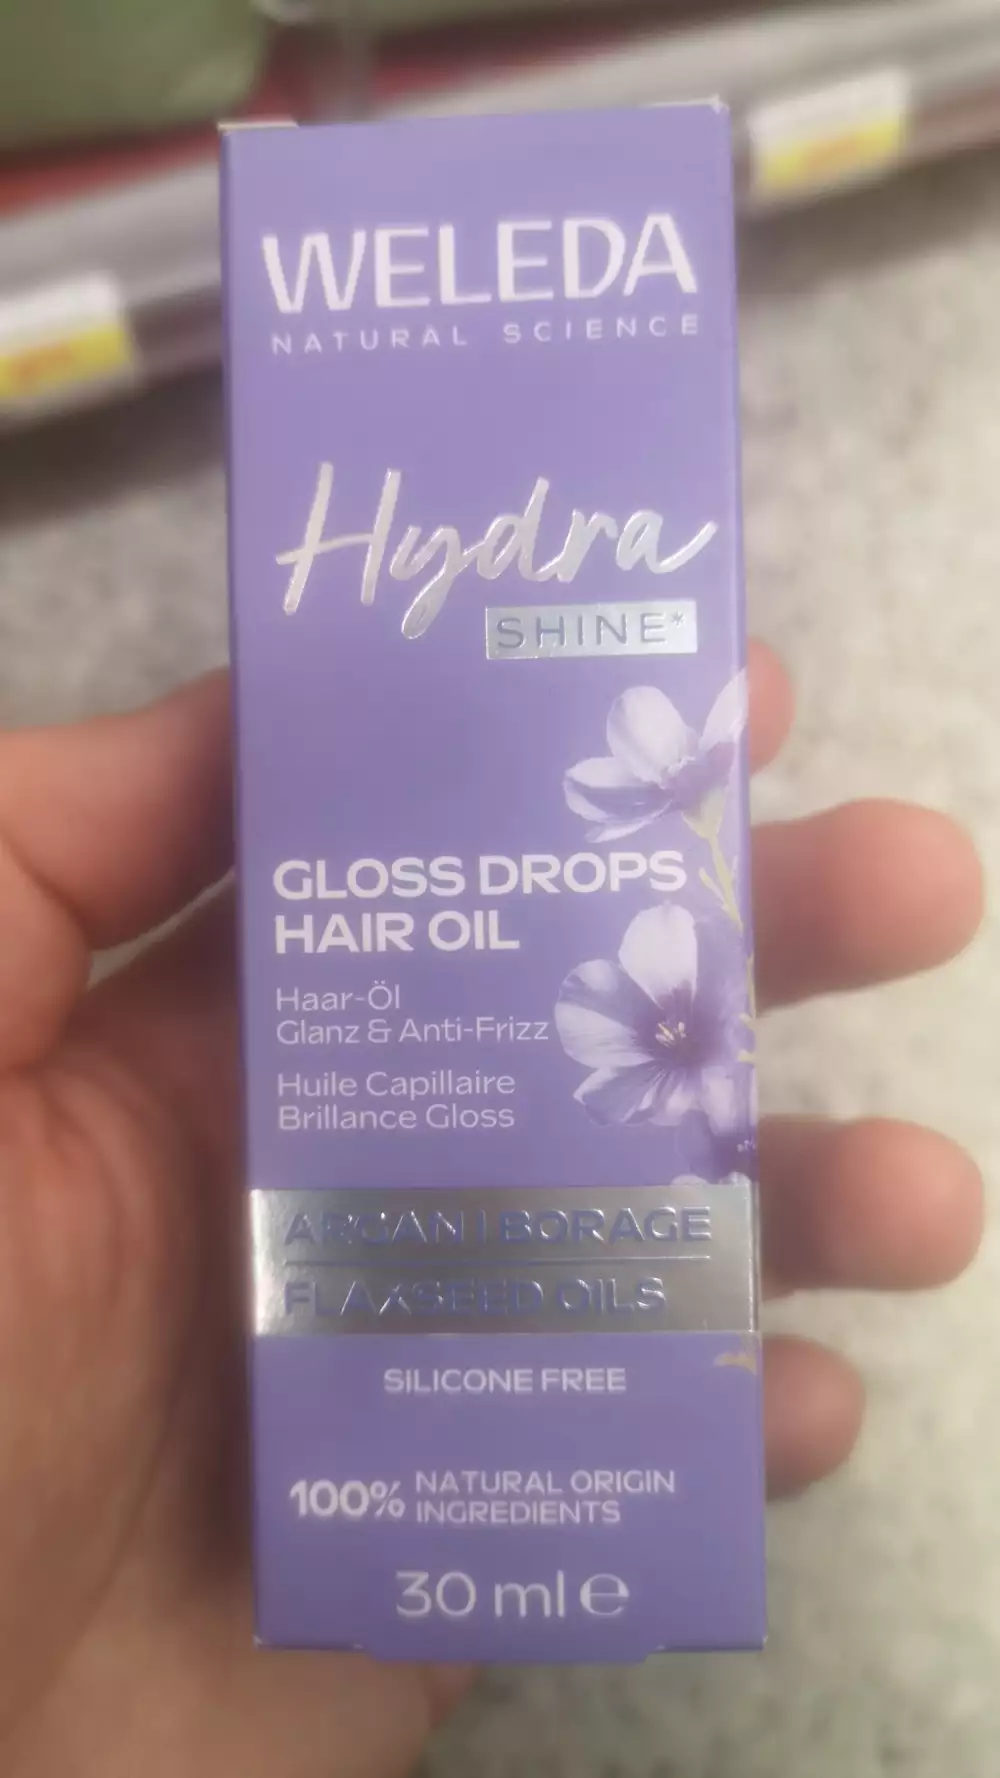 WELEDA
NATURAL SCIENCE
Hydra
SHINE*
GLOSS DROPS
HAIR OIL
Haar-Öl
Glanz & Anti-Frizz
Huile Capillaire
Brillance Gloss
ARGAN | BORAGE
FLAXSEED OILS
SILICONE FREE
100% NATURAL ORIGIN
INGREDIENTS
30 ml ℮